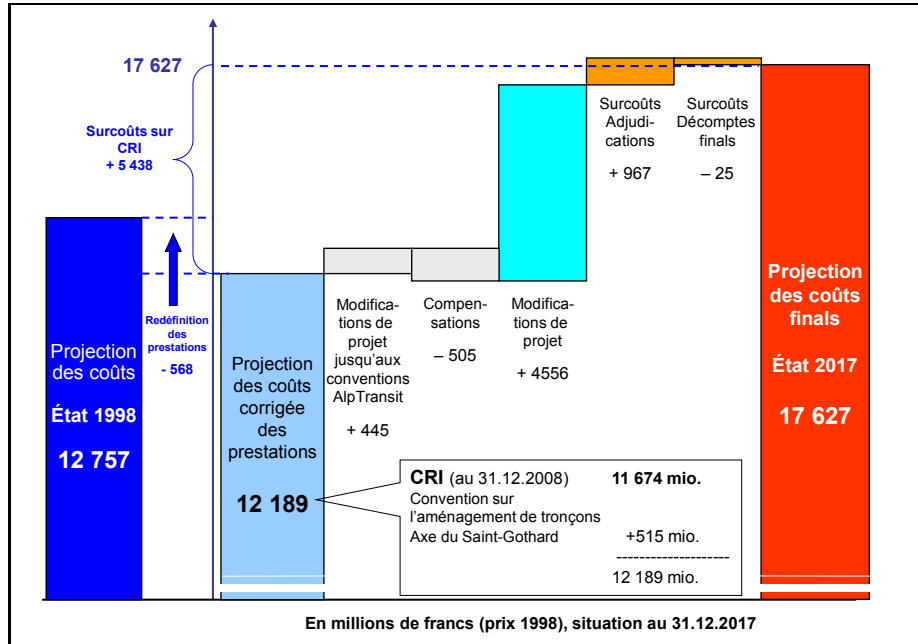 17 627
Surcoûts sur
CRI
+ 5 438
Redéfinition
des
prestations
- 568
Projection
des coûts
État 1998
12 757
Projection
des coûts
corrigée
des
prestations
12 189
Modifica-
tions de
projet
jusqu'aux
conventions
AlpTransit
+ 445
Compen-
sations
– 505
Modifica-
tions de
projet
+ 4556
Surcoûts
Adjudi-
cations
+ 967
Surcoûts
Décomptes
finals
– 25
Projection
des coûts
finals
État 2017
17 627
CRI (au 31.12.2008) 11 674 mio.
Convention sur
l'aménagement de tronçons
Axe du Saint-Gothard +515 mio.
--------------------
12 189 mio.
En millions de francs (prix 1998), situation au 31.12.2017